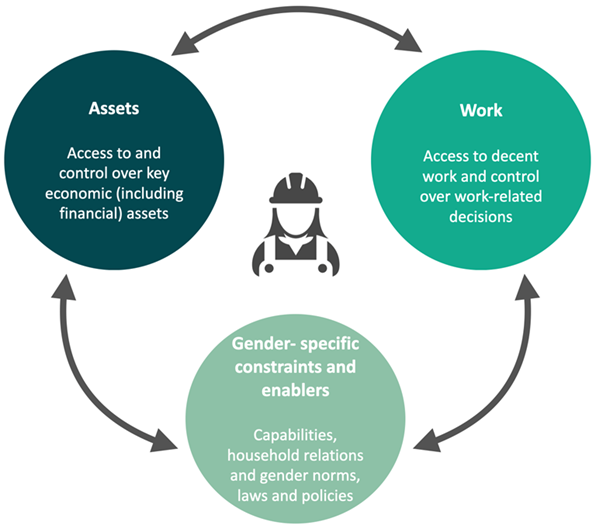 Assets
Access to and
control over key
economic (including
financial) assets
Work
Access to decent
work and control
over work-related
decisions
Gender- specific
constraints and
enablers
Capabilities,
household relations
and gender norms,
laws and policies